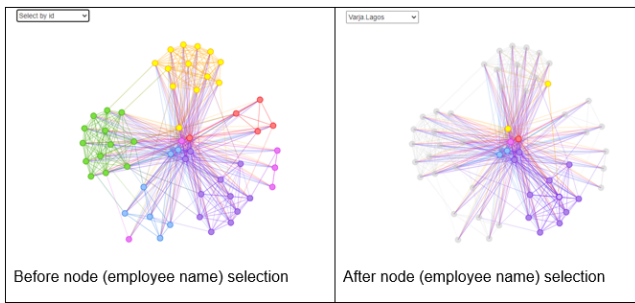 Select by id
Varja Lagos
Before node (employee name) selection
After node (employee name) selection